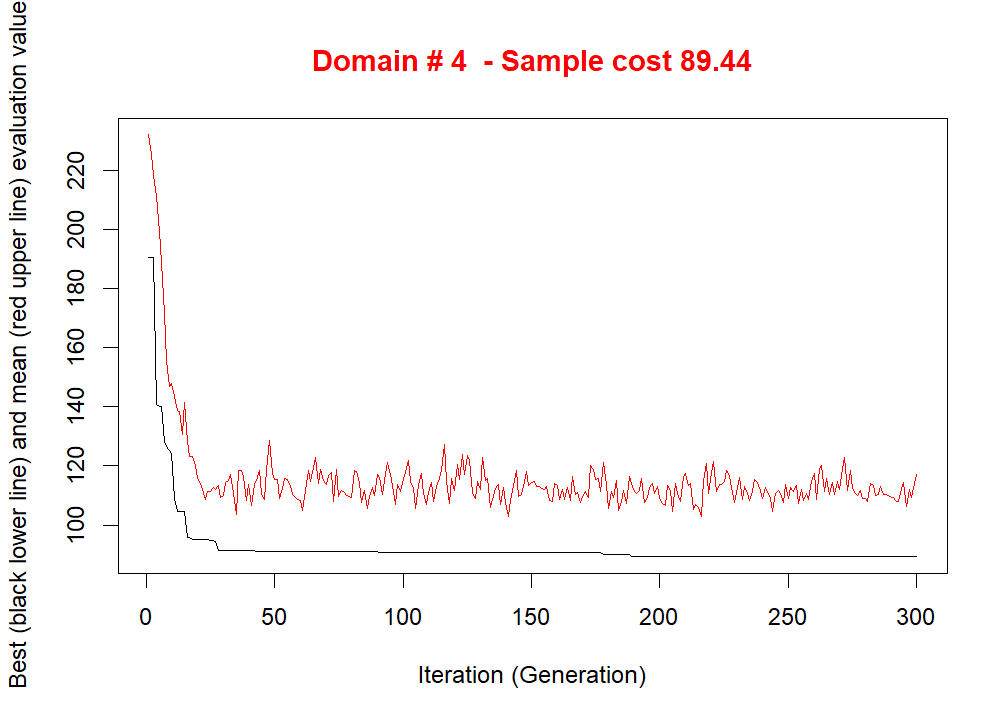 Domain # 4  - Sample cost 89.44
Best (black lower line) and mean (red upper line) evaluation value
220
200
180
160
140
120
100
0 50 100 150 200 250 300
Iteration (Generation)